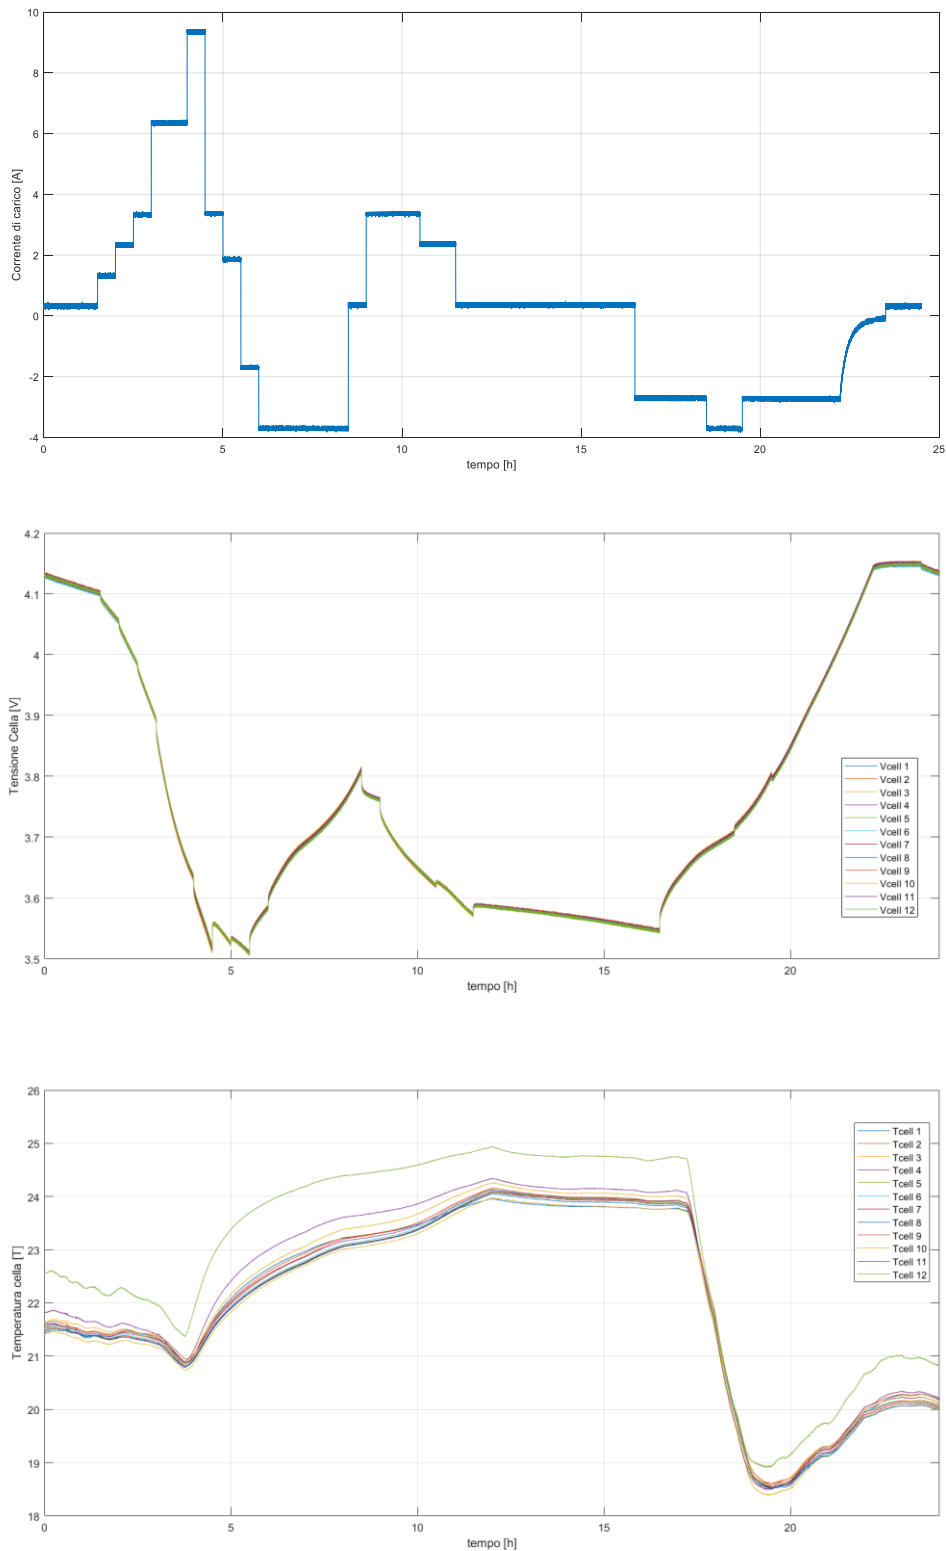 10
8
6
4
2
0
-2
-4
Corrente di carico [A]
0 5 10 15 20 25
tempo [h]
4.2
4.1
4
3.9
3.8
3.7
3.6
3.5
Tensione Cella [V]
Vcell 1
Vcell 2
Vcell 3
Vcell 4
Vcell 5
Vcell 6
Vcell 7
Vcell 8
Vcell 9
Vcell 10
Vcell 11
Vcell 12
0 5 10 15 20
tempo [h]
26
25
24
23
22
21
20
19
18
Temperatura cella [T]
Tcell 1
Tcell 2
Tcell 3
Tcell 4
Tcell 5
Tcell 6
Tcell 7
Tcell 8
Tcell 9
Tcell 10
Tcell 11
Tcell 12
0 5 10 15 20
tempo [h]